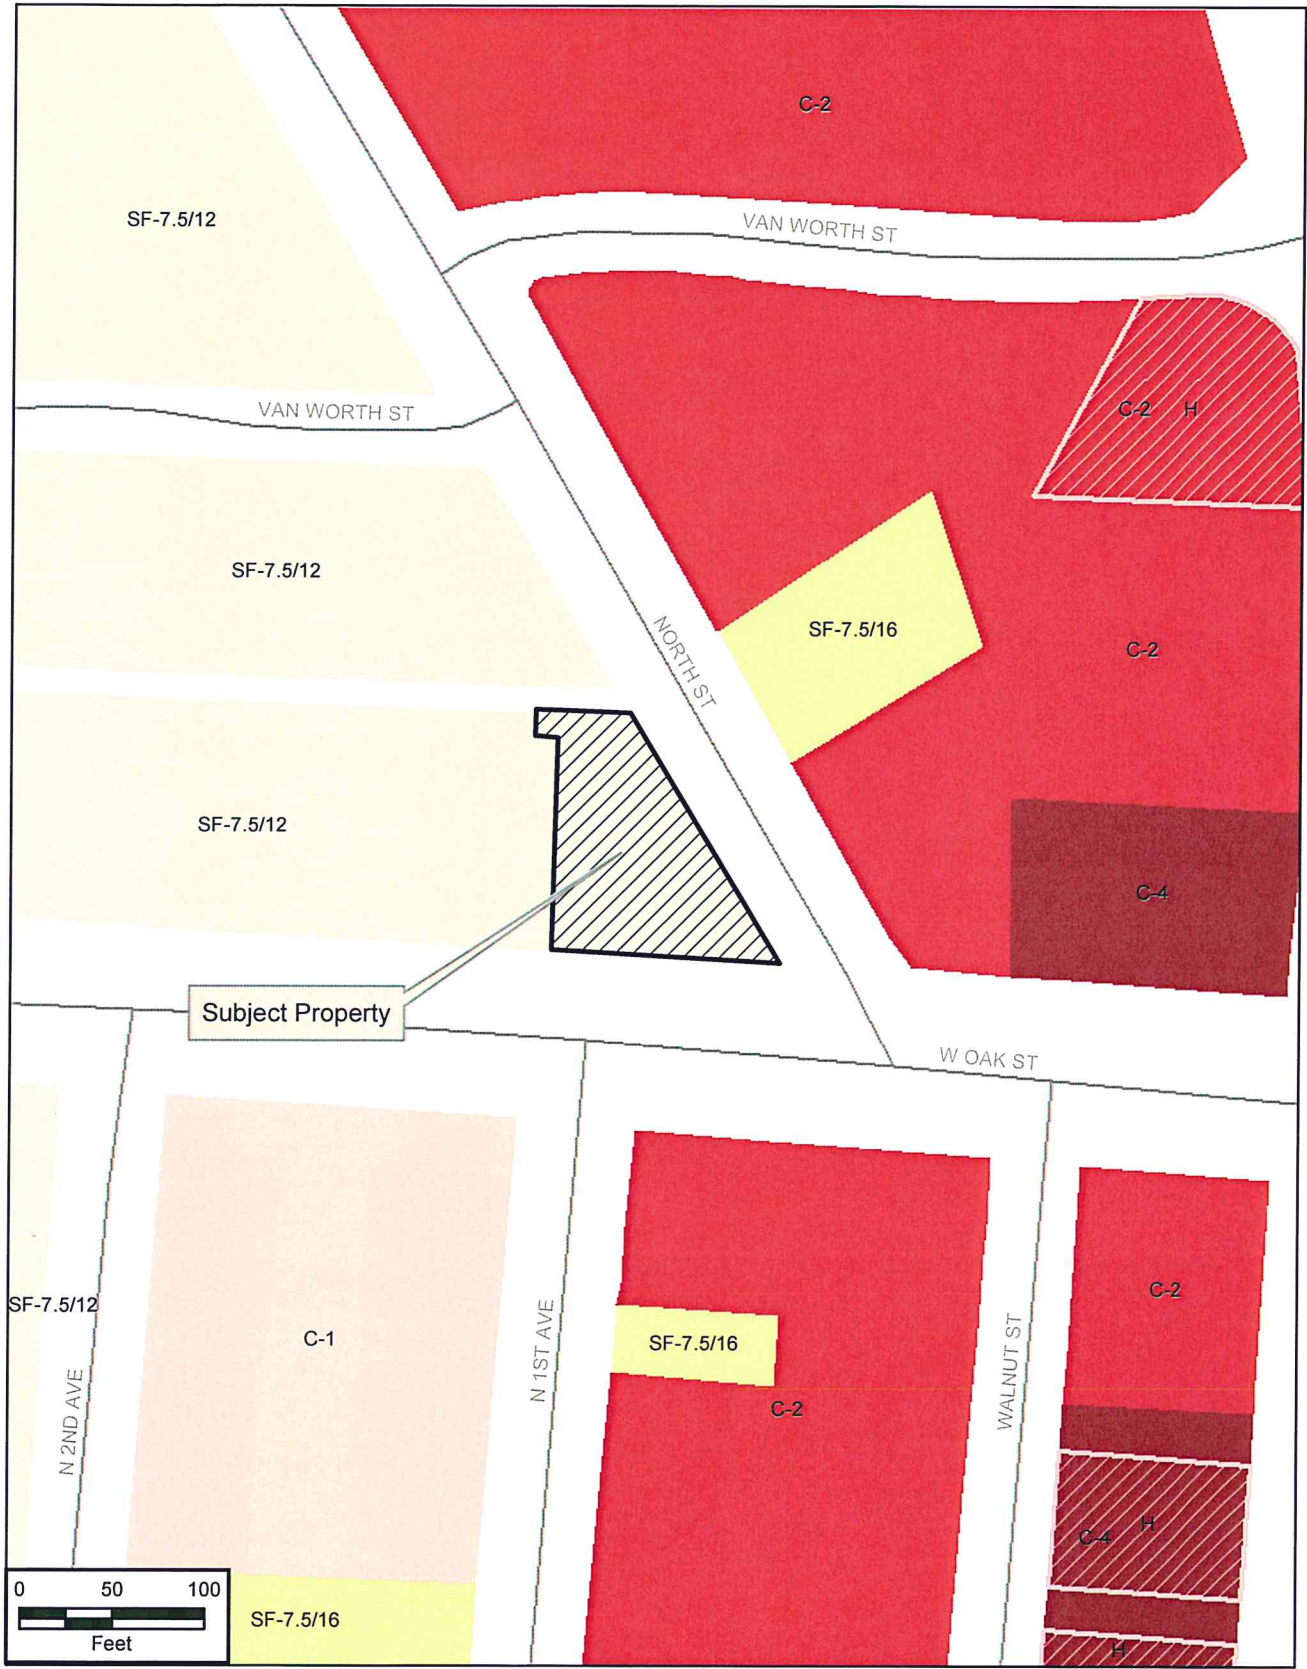 C-2
SF-7.5/12
VAN WORTH ST
C-2 H
VAN WORTH ST
SF-7.5/12
SF-7.5/16
C-2
NORTH ST
SF-7.5/12
C-4
Subject Property
W OAK ST
C-2
SF-7.5/12
C-1
SF-7.5/16
N 1ST AVE
WALNUT ST
C-2
N 2ND AVE
C-4 H
0 50 100
Feet
SF-7.5/16
H